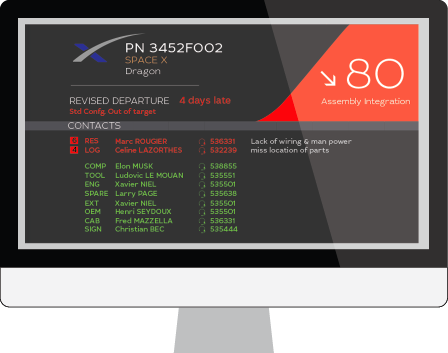 PN 3452F002
SPACE X
Dragon
80
Assembly Integration
REVISED DEPARTURE 4 days late
Std Confg. Out of target
CONTACTS
6 RES Marc ROUGIER 536331 Lack of wiring & man power
4 LOG Celine LAZORTHES 532239 miss location of parts
COMP Elon MUSK 538855
TOOL Ludovic LE MOUAN 535551
ENG Xavier NIEL 535501
SPARE Larry PAGE 535638
EXT Xavier NIEL 535501
OEM Henri SEYDOUX 535501
CAB Fred MAZZELLA 536331
SIGN Christian BEC 535444